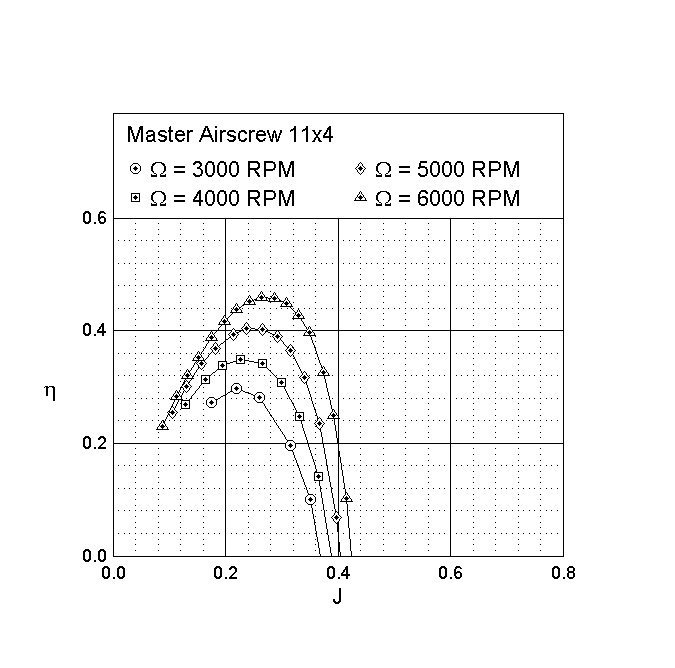 Master Airscrew 11x4
Ω = 3000 RPM
Ω = 5000 RPM
Ω = 4000 RPM
Ω = 6000 RPM
0.6
0.4
η
0.2
0.0
0.0 0.2 0.4 0.6 0.8
J